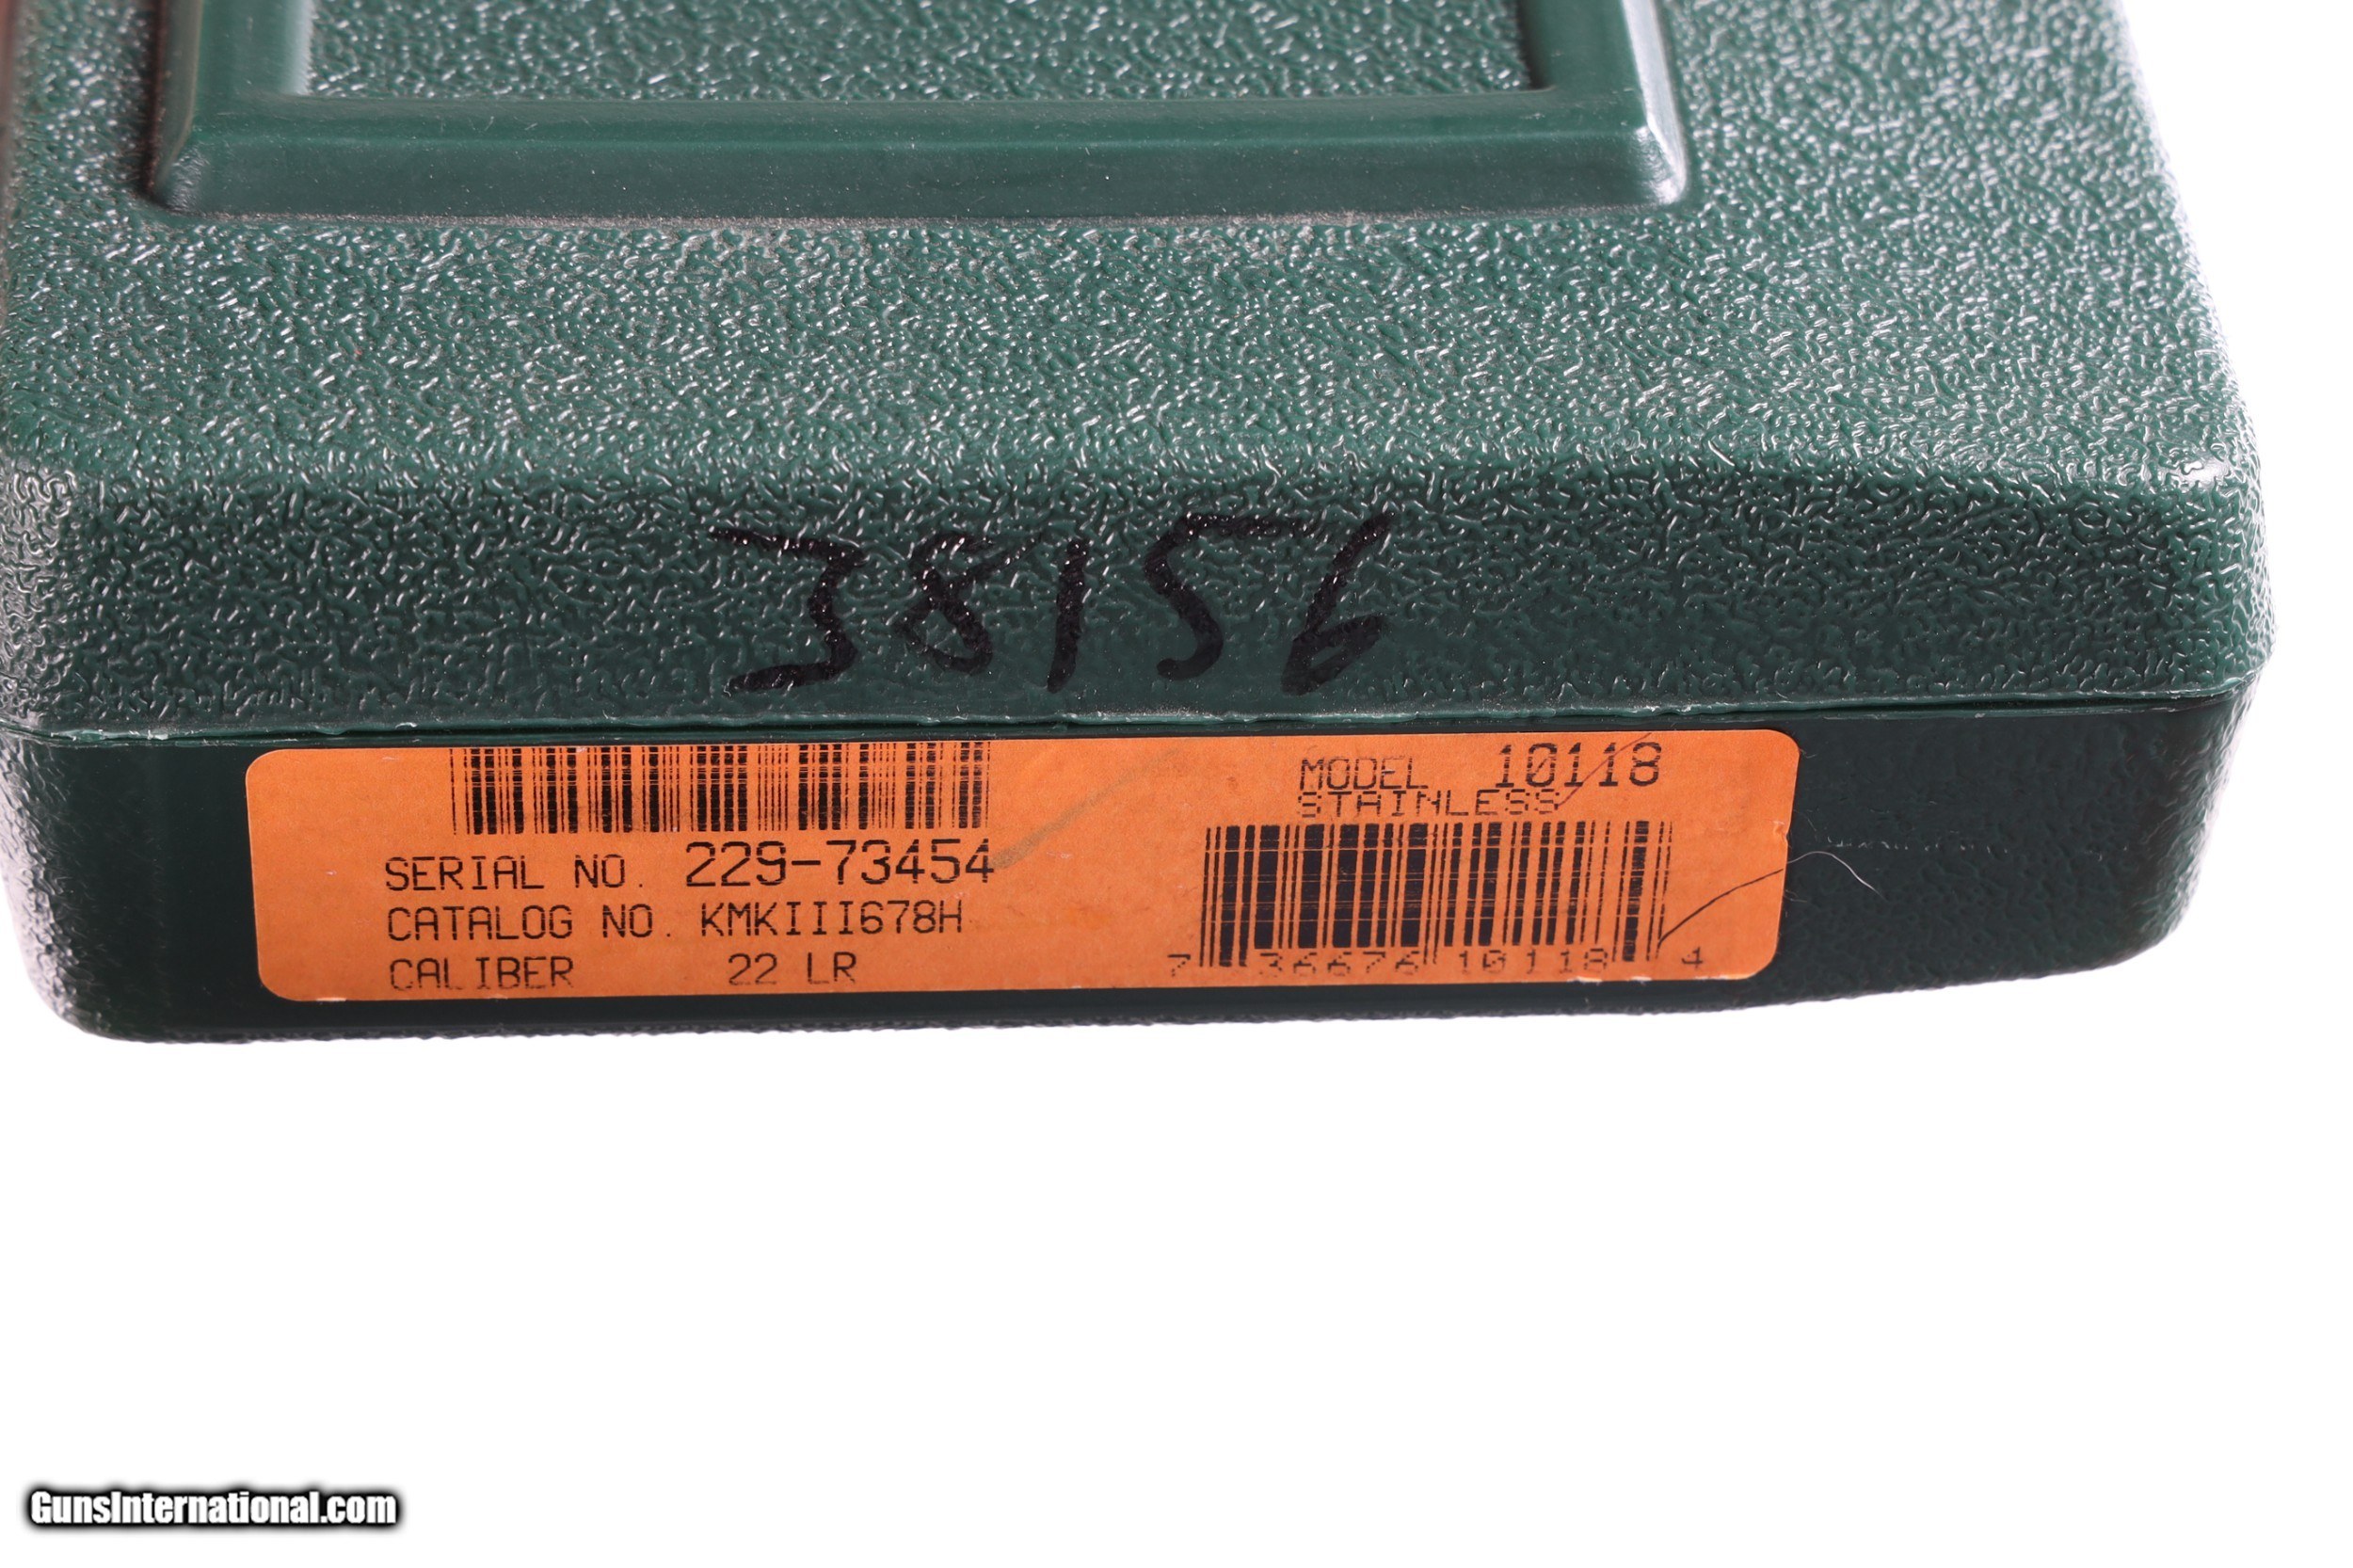 38156
MODEL 10118
STAINLESS
SERIAL NO. 229-73454
CATALOG NO. KMKIII678H
CALIBER 22 LR
7 36676 10118 4
GunsInternational.com